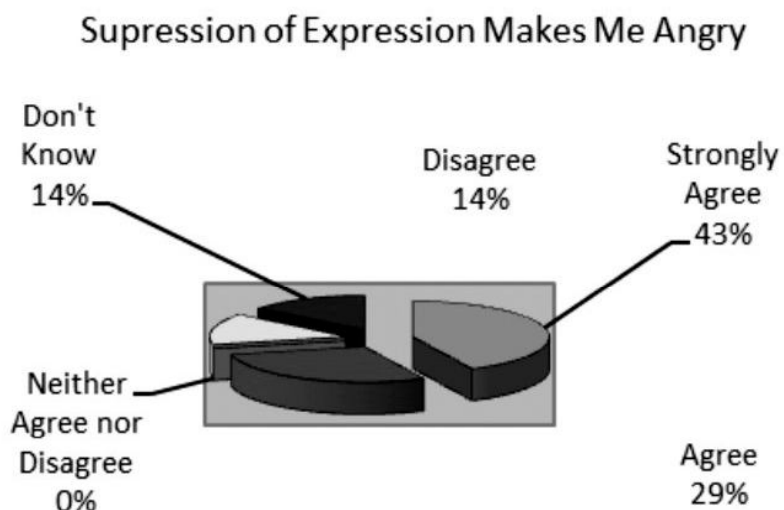 Supression of Expression Makes Me Angry
Don't
Know
14%
Disagree
14%
Strongly
Agree
43%
Neither
Agree nor
Disagree
0%
Agree
29%